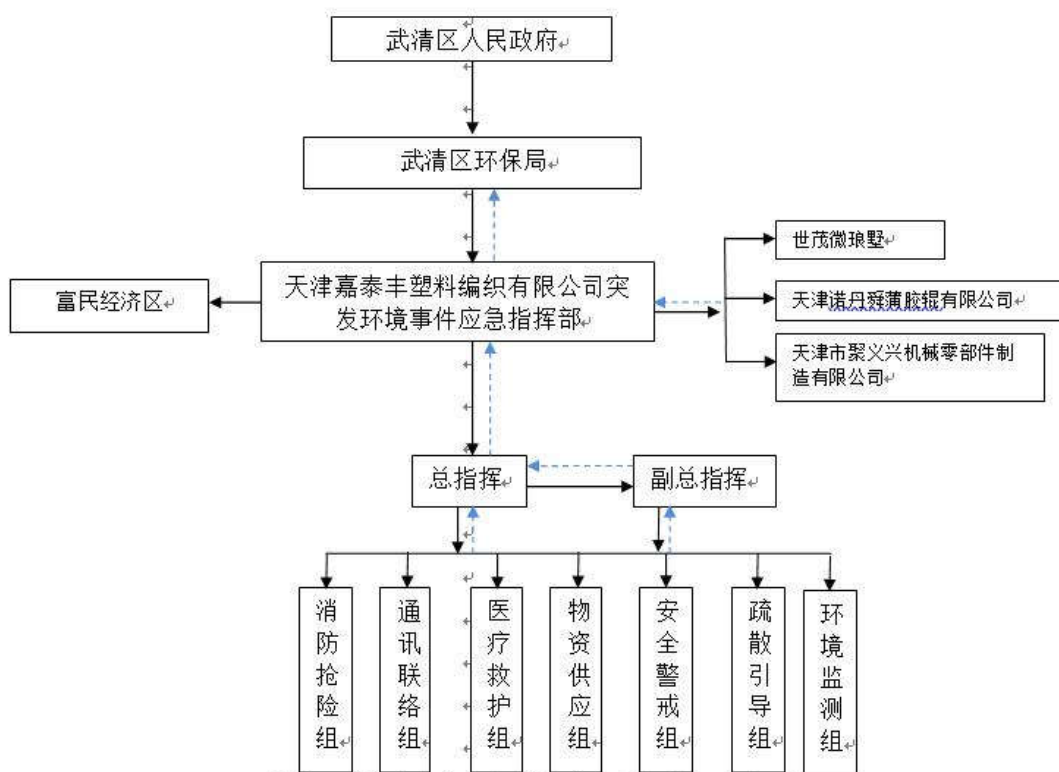 武清区人民政府
武清区环保局
世茂微琅墅
富民经济区
天津嘉泰丰塑料编织有限公司突
发环境事件应急指挥部
天津诺丹舜蒲胶辊有限公司
天津市聚义兴机械零部件制
造有限公司
总指挥
副总指挥
消防抢险组
通讯联络组
医疗救护组
物资供应组
安全警戒组
疏散引导组
环境监测组